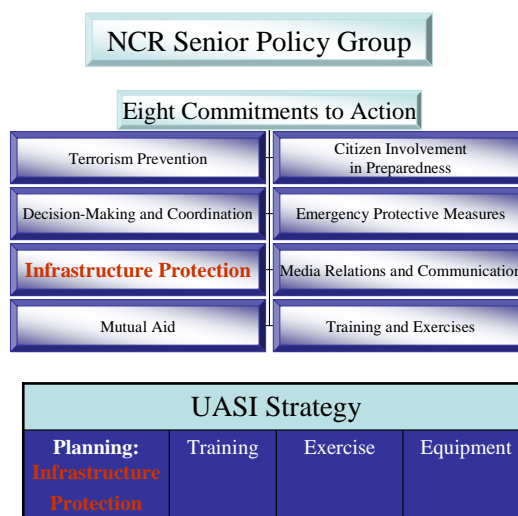 NCR Senior Policy Group
Eight Commitments to Action
Terrorism Prevention
Citizen Involvement
in Preparedness
Decision-Making and Coordination
Emergency Protective Measures
Infrastructure Protection
Media Relations and Communication
Mutual Aid
Training and Exercises
UASI Strategy
Planning:
Infrastructure
Protection
Training
Exercise
Equipment